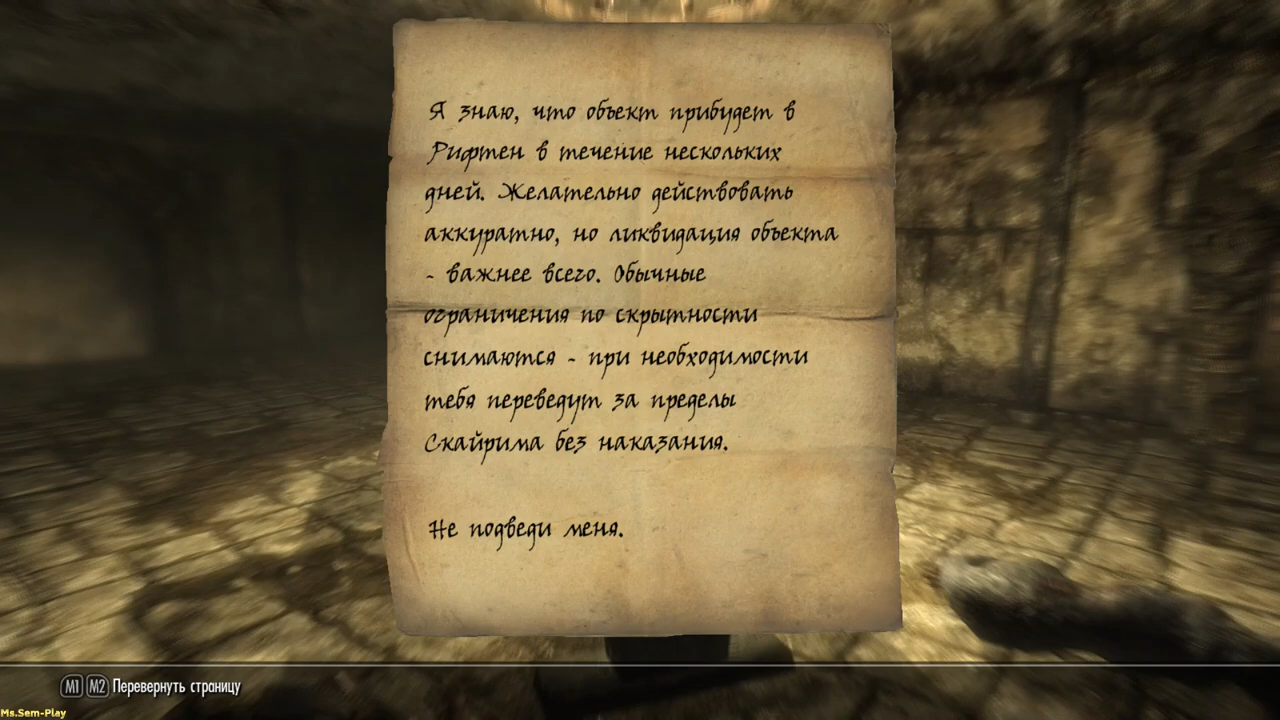 Я знаю, что объект прибудет в
Рифтен в течение нескольких
дней. Желательно действовать
аккуратно, но ликвидация объекта
- важнее всего. Обычные
ограничения по скрытности
снимаются - при необходимости
тебя переведут за пределы
Скайрима без наказания.
Не подведи меня.
M1 M2 Перевернуть страницу
Ms.Sem-Play